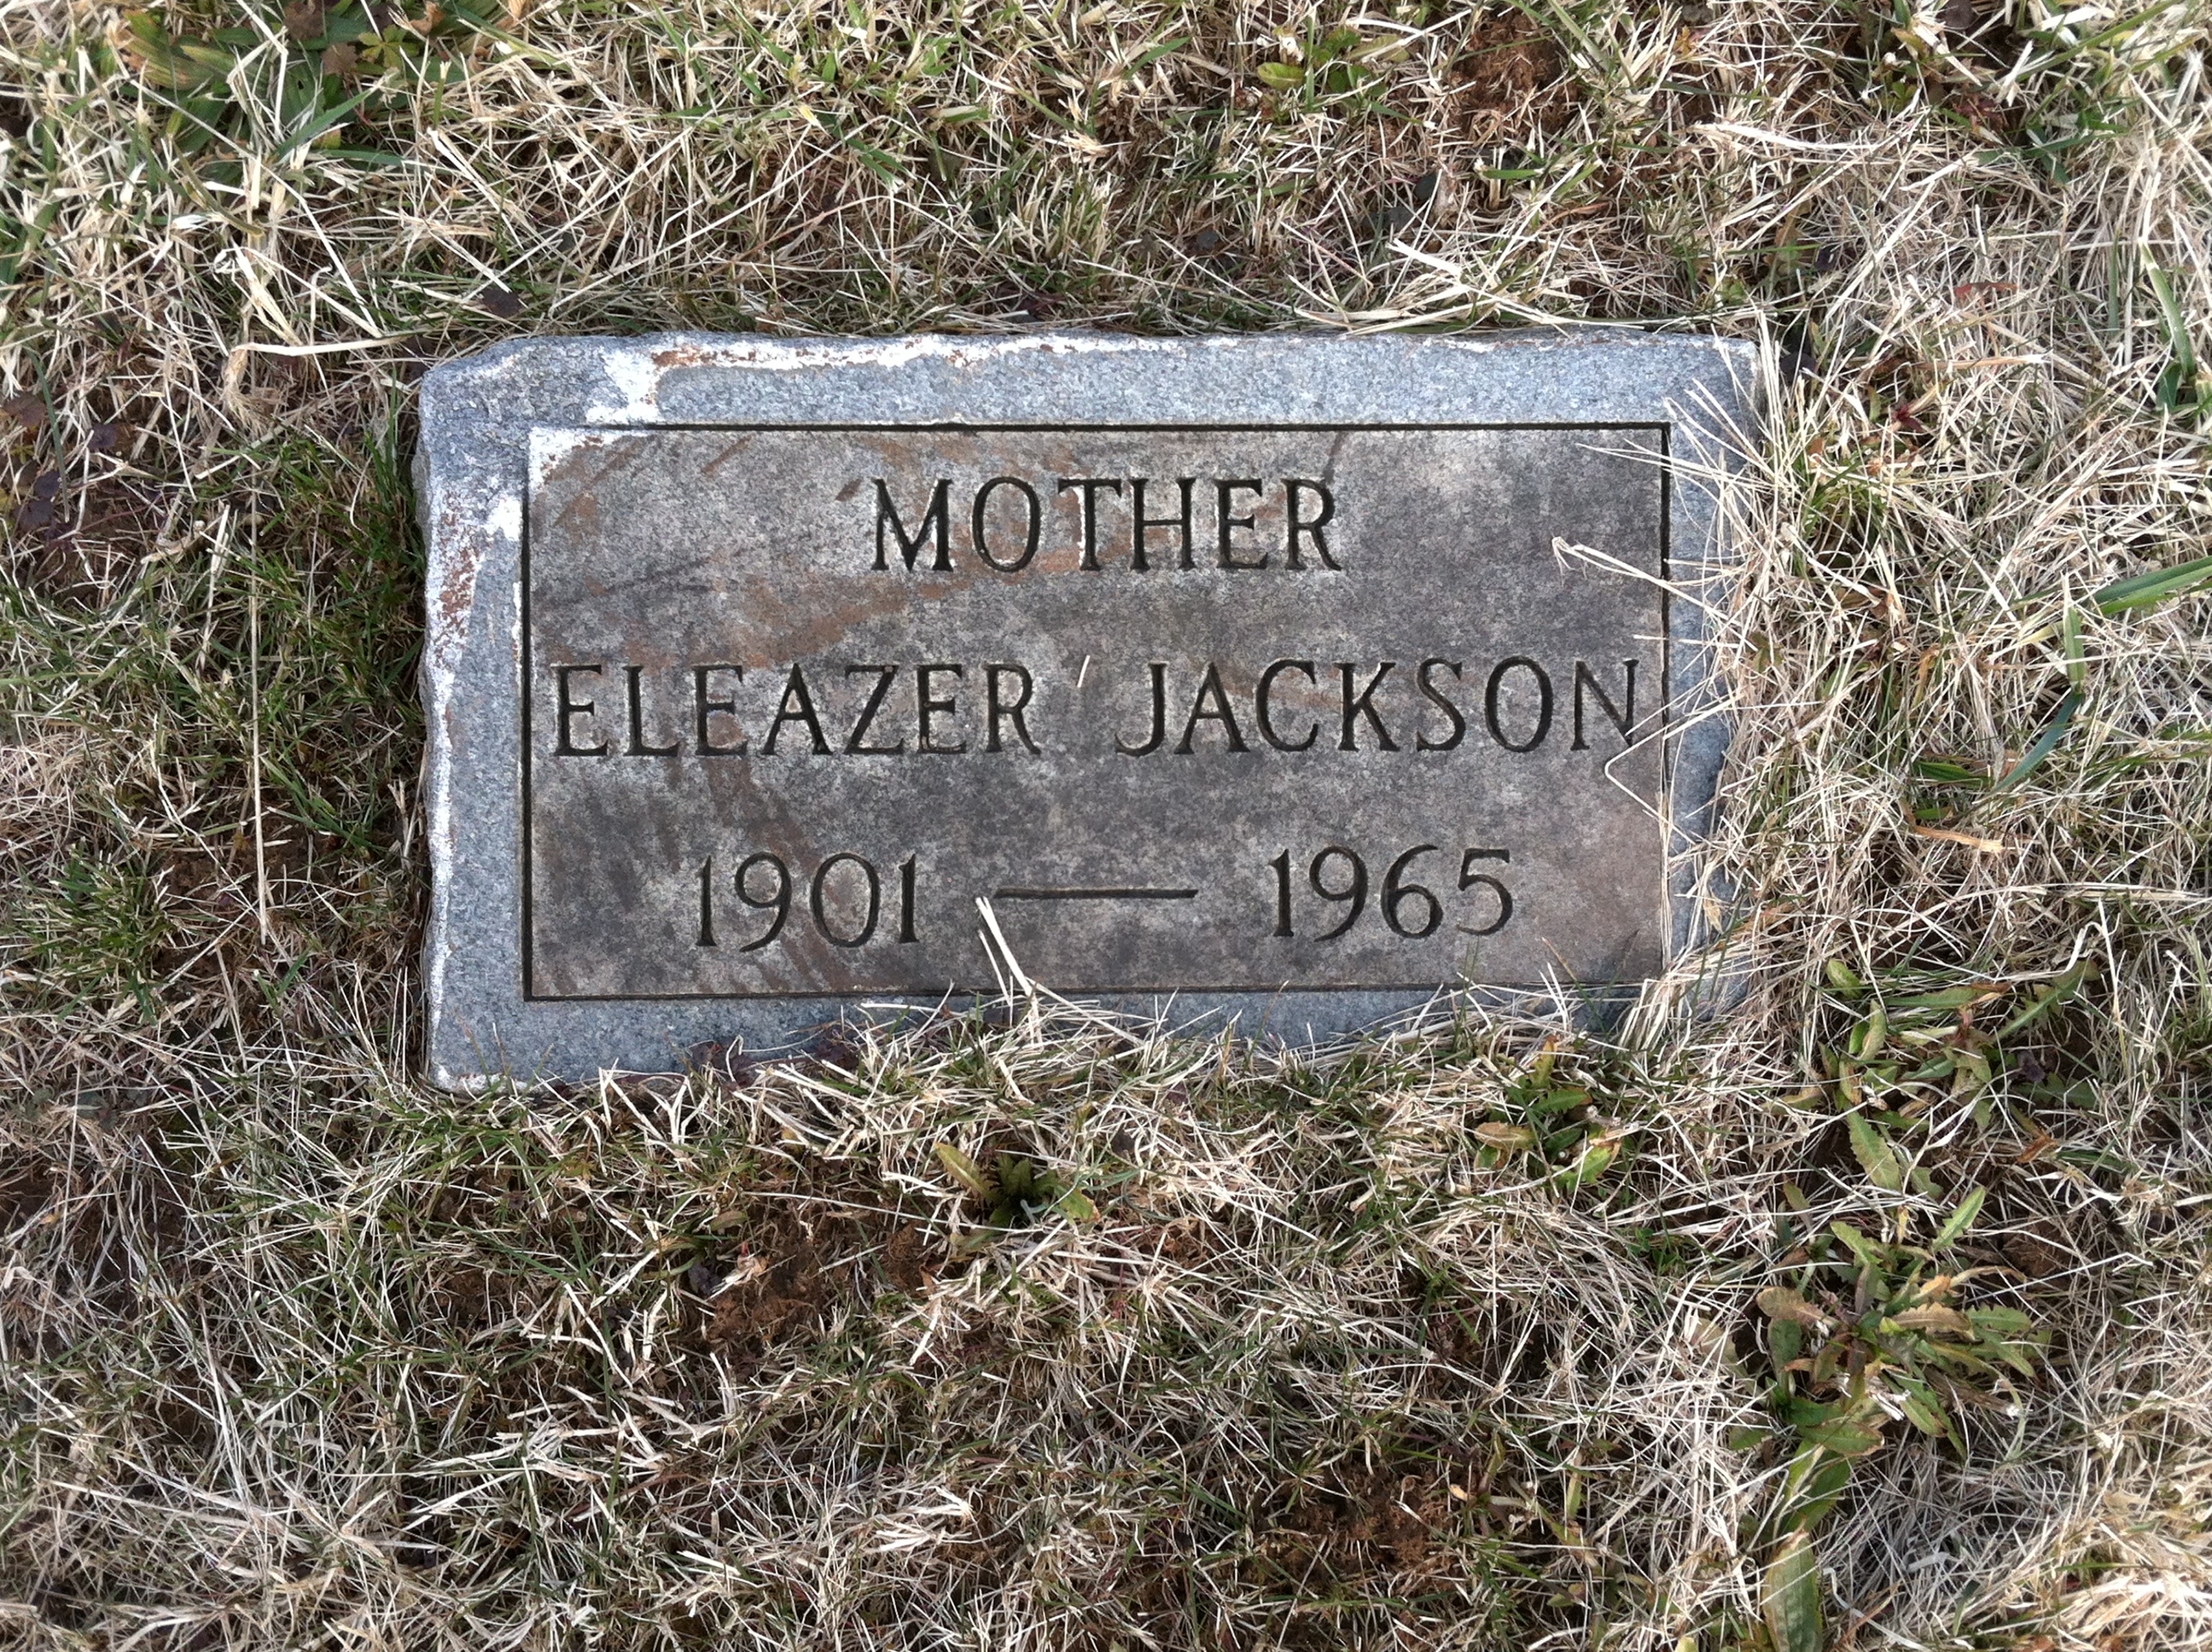 MOTHER
ELEAZER JACKSON
1901 — 1965